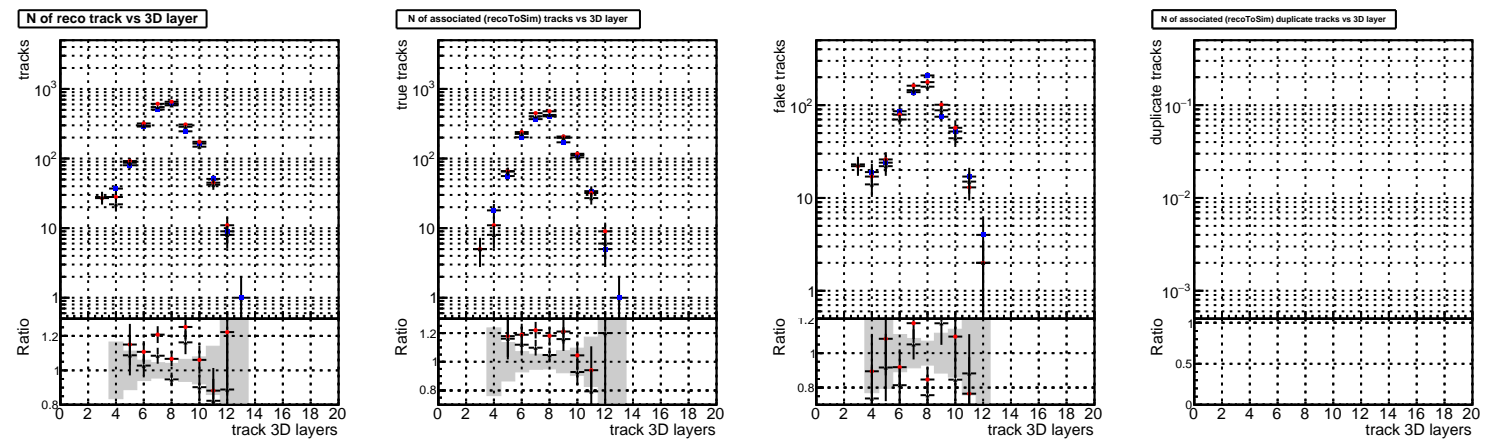 N of reco track vs 3D layer
tracks
10³
10²
10
1
Ratio
1.2
1
0.8
0 2 4 6 8 10 12 14 16 18 20
track 3D layers
N of associated (recoToSim) tracks vs 3D layer
true tracks
10³
10²
10
1
Ratio
1.2
1
0.8
0 2 4 6 8 10 12 14 16 18 20
track 3D layers
fake tracks
10²
10
1
Ratio
1.2
1
0.8
0 2 4 6 8 10 12 14 16 18 20
track 3D layers
N of associated (recoToSim) duplicate tracks vs 3D layer
duplicate tracks
10⁻¹
10⁻²
10⁻³
Ratio
1
0.5
0
0 2 4 6 8 10 12 14 16 18 20
track 3D layers